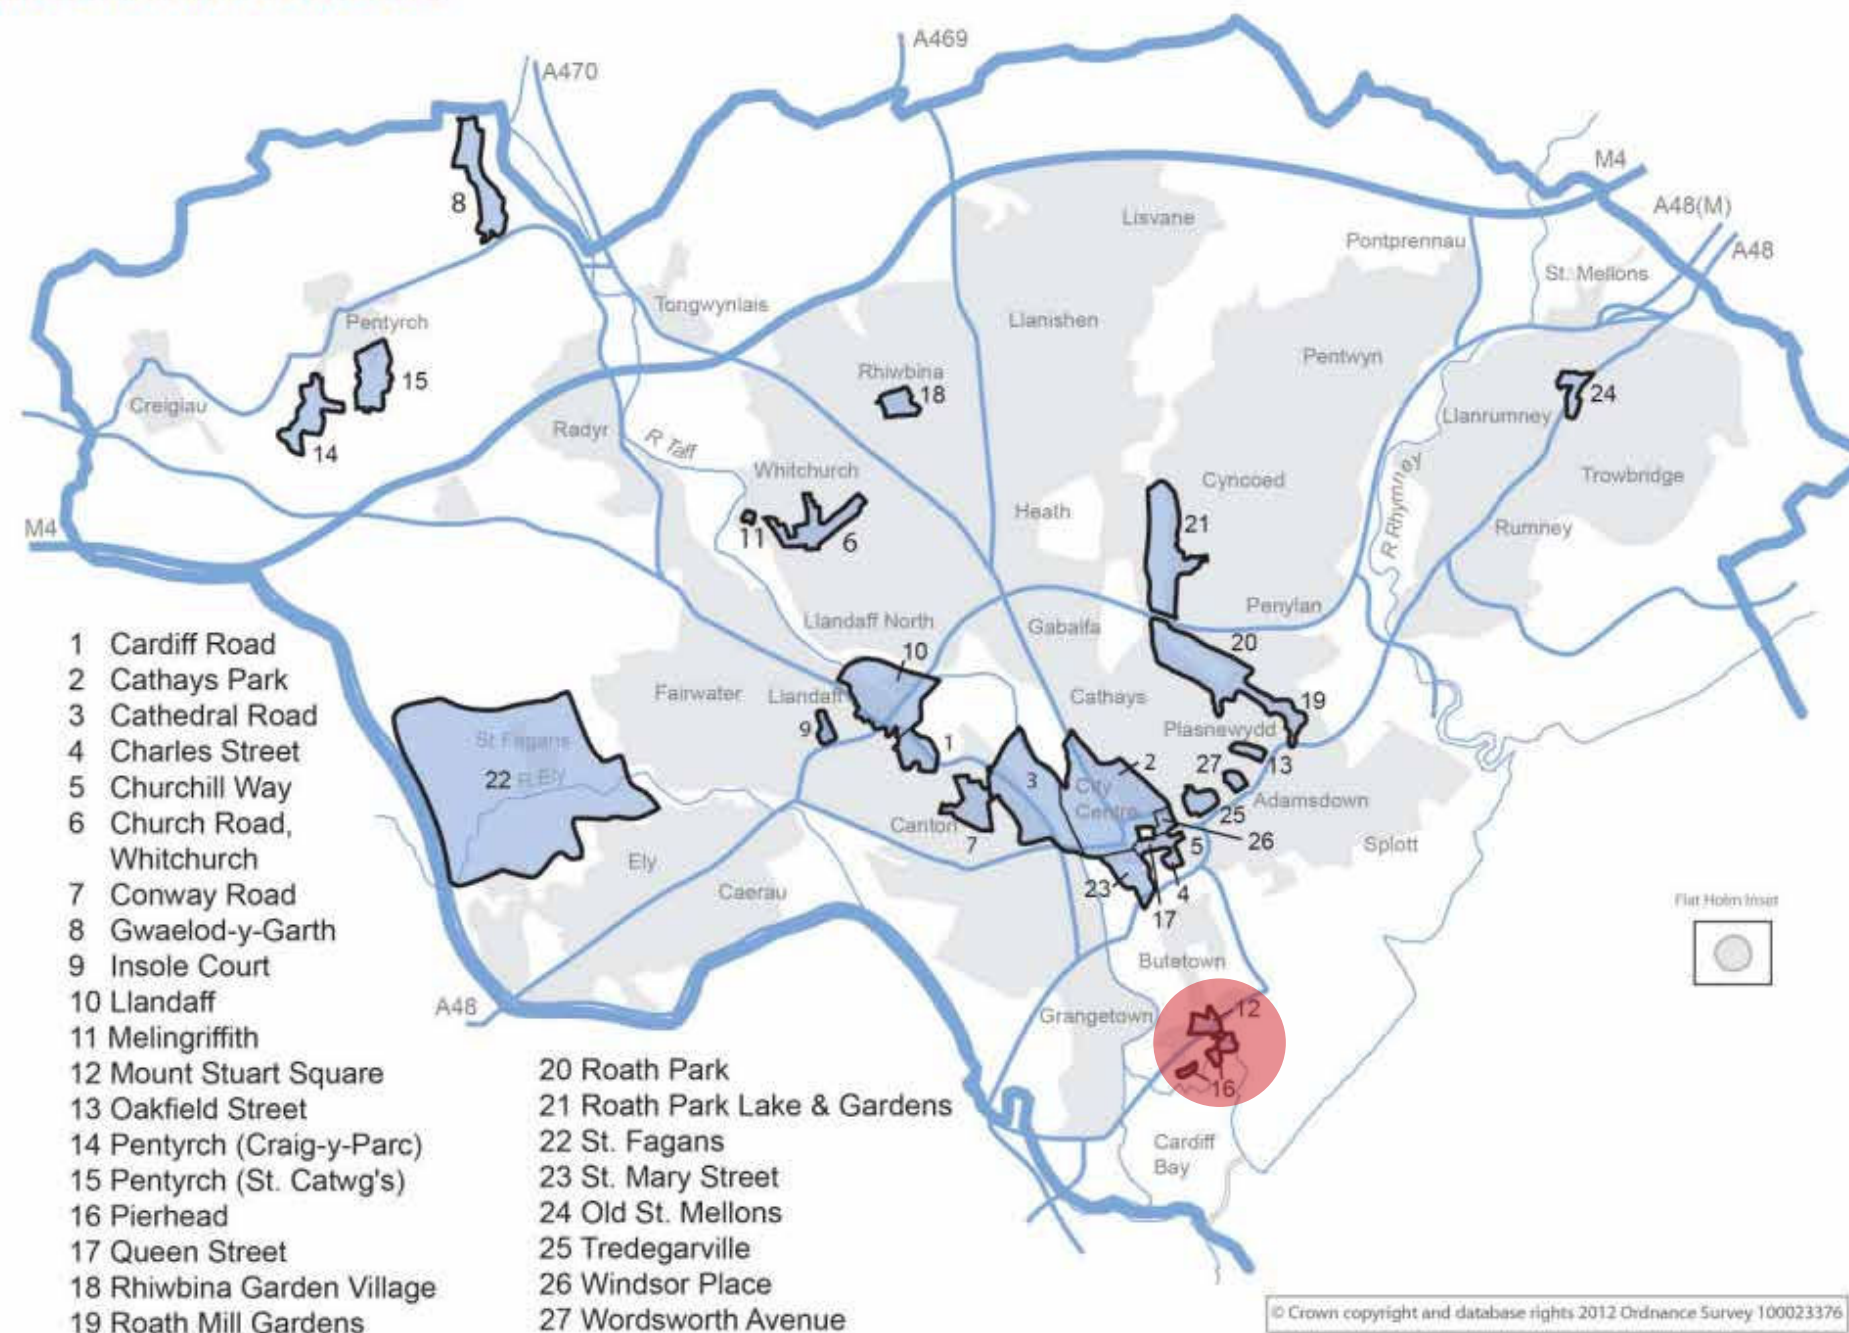 A469
A470
M4
A48(M)
A48
Lisvane
Pontprennau
St. Mellons
8
Tongwynlais
Llanishen
Pentyrch
Pentwyn
Rhiwbina
15
18
24
Creigiau
Llanrumney
Radyr
R Taff
14
Whitchurch
Cyncoed
Trowbridge
R Rhymney
Heath
21
Rumney
M4
11
6
Penylan
Llandaff North
Gabalfa
20
10
Fairwater
Llandaff
Cathays
19
9
Plasnewydd
St Fagans
1
2
27
13
22
R Ely
3
City
Centre
Adamsdown
25
Canton
7
26
5
Splott
Ely
Caerau
23
4
17
Flat Holm Inset
Butetown
A48
Grangetown
12
16
Cardiff
Bay
1 Cardiff Road
2 Cathays Park
3 Cathedral Road
4 Charles Street
5 Churchill Way
6 Church Road,
Whitchurch
7 Conway Road
8 Gwaelod-y-Garth
9 Insole Court
10 Llandaff
11 Melingriffith
12 Mount Stuart Square
13 Oakfield Street
14 Pentyrch (Craig-y-Parc)
15 Pentyrch (St. Catwg's)
16 Pierhead
17 Queen Street
18 Rhiwbina Garden Village
19 Roath Mill Gardens
20 Roath Park
21 Roath Park Lake & Gardens
22 St. Fagans
23 St. Mary Street
24 Old St. Mellons
25 Tredegarville
26 Windsor Place
27 Wordsworth Avenue
© Crown copyright and database rights 2012 Ordnance Survey 100023376